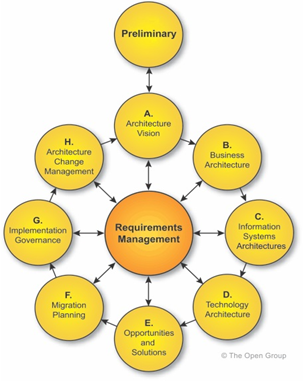 Preliminary
A.
Architecture
Vision
B.
Business
Architecture
C.
Information
Systems
Architectures
D.
Technology
Architecture
E.
Opportunities
and
Solutions
F.
Migration
Planning
G.
Implementation
Governance
H.
Architecture
Change
Management
Requirements
Management
© The Open Group